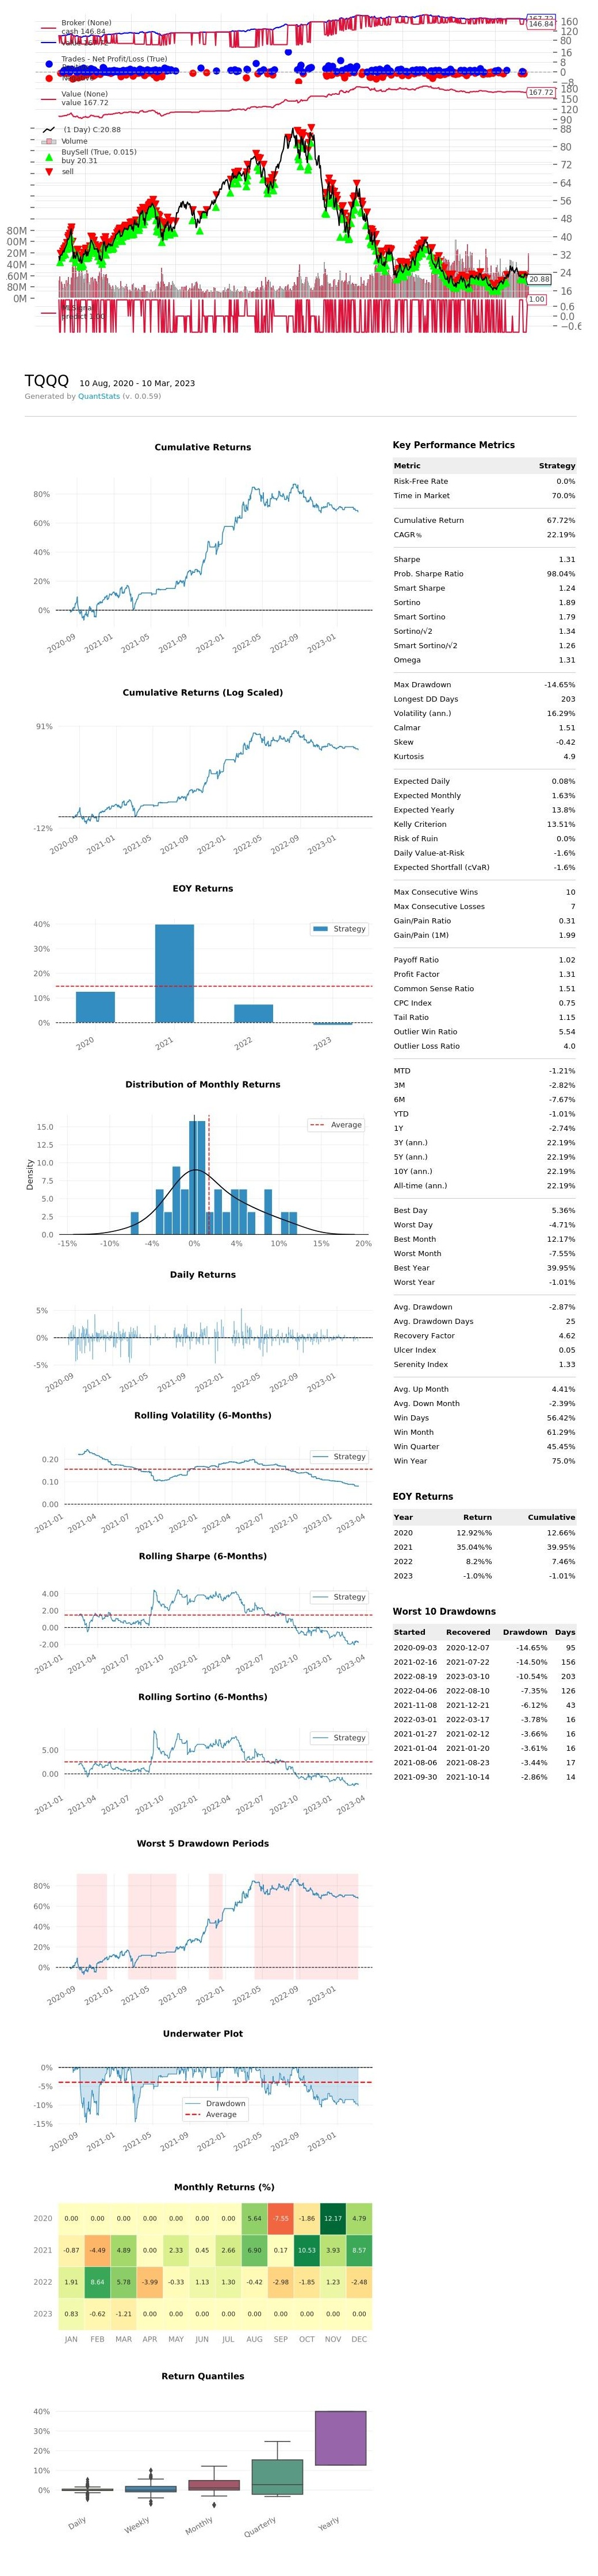 Broker (None)
cash 146.84
167.72
146.84
160
120
80
Trades - Net Profit/Loss (True)
16
8
0
−8
Value (None)
value 167.72
180
167.72
150
120
90
(1 Day) C:20.88
Volume
BuySell (True, 0.015)
buy 20.31
sell
88
80
72
64
56
48
40
32
24
20.88
16
80M
00M
20M
40M
60M
80M
0M
1.00
0.6
0.0
−0.6
TQQQ 10 Aug, 2020 - 10 Mar, 2023
Generated by QuantStats (v. 0.0.59)
Cumulative Returns
80%
60%
40%
20%
0%
2020-09 2021-01 2021-05 2021-09 2022-01 2022-05 2022-09 2023-01
Cumulative Returns (Log Scaled)
91%
-12%
2020-09 2021-01 2021-05 2021-09 2022-01 2022-05 2022-09 2023-01
EOY Returns
Strategy
40%
30%
20%
10%
0%
2020 2021 2022 2023
Distribution of Monthly Returns
Average
Density
15.0
12.5
10.0
7.5
5.0
2.5
0.0
-15% -10% -4% 0% 4% 10% 15% 20%
Daily Returns
5%
0%
-5%
2020-09 2021-01 2021-05 2021-09 2022-01 2022-05 2022-09 2023-01
Rolling Volatility (6-Months)
Strategy
0.20
0.10
0.00
2021-01 2021-04 2021-07 2021-10 2022-01 2022-04 2022-07 2022-10 2023-01 2023-04
Rolling Sharpe (6-Months)
Strategy
4.00
2.00
0.00
-2.00
2021-01 2021-04 2021-07 2021-10 2022-01 2022-04 2022-07 2022-10 2023-01 2023-04
Rolling Sortino (6-Months)
Strategy
5.00
0.00
2021-01 2021-04 2021-07 2021-10 2022-01 2022-04 2022-07 2022-10 2023-01 2023-04
Worst 5 Drawdown Periods
80%
60%
40%
20%
0%
2020-09 2021-01 2021-05 2021-09 2022-01 2022-05 2022-09 2023-01
Underwater Plot
0%
-5%
-10%
-15%
Drawdown
Average
2020-09 2021-01 2021-05 2021-09 2022-01 2022-05 2022-09 2023-01
Monthly Returns (%)
2020 0.00 0.00 0.00 0.00 0.00 0.00 0.00 5.64 -7.55 -1.86 12.17 4.79
2021 -0.87 -4.49 4.89 0.00 2.33 0.45 2.66 6.90 0.17 10.53 3.93 8.57
2022 1.91 8.64 5.78 -3.99 -0.33 1.13 1.30 -0.42 -2.98 -1.85 1.23 -2.48
2023 0.83 -0.62 -1.21 0.00 0.00 0.00 0.00 0.00 0.00 0.00 0.00 0.00
JAN FEB MAR APR MAY JUN JUL AUG SEP OCT NOV DEC
Return Quantiles
40%
30%
20%
10%
0%
Daily Weekly Monthly Quarterly Yearly
Key Performance Metrics
Metric Strategy
Risk-Free Rate 0.0%
Time in Market 70.0%
Cumulative Return 67.72%
CAGR﹪ 22.19%
Sharpe 1.31
Prob. Sharpe Ratio 98.04%
Smart Sharpe 1.24
Sortino 1.89
Smart Sortino 1.79
Sortino/√2 1.34
Smart Sortino/√2 1.26
Omega 1.31
Max Drawdown -14.65%
Longest DD Days 203
Volatility (ann.) 16.29%
Calmar 1.51
Skew -0.42
Kurtosis 4.9
Expected Daily 0.08%
Expected Monthly 1.63%
Expected Yearly 13.8%
Kelly Criterion 13.51%
Risk of Ruin 0.0%
Daily Value-at-Risk -1.6%
Expected Shortfall (cVaR) -1.6%
Max Consecutive Wins 10
Max Consecutive Losses 7
Gain/Pain Ratio 0.31
Gain/Pain (1M) 1.99
Payoff Ratio 1.02
Profit Factor 1.31
Common Sense Ratio 1.51
CPC Index 0.75
Tail Ratio 1.15
Outlier Win Ratio 5.54
Outlier Loss Ratio 4.0
MTD -1.21%
3M -2.82%
6M -7.67%
YTD -1.01%
1Y -2.74%
3Y (ann.) 22.19%
5Y (ann.) 22.19%
10Y (ann.) 22.19%
All-time (ann.) 22.19%
Best Day 5.36%
Worst Day -4.71%
Best Month 12.17%
Worst Month -7.55%
Best Year 39.95%
Worst Year -1.01%
Avg. Drawdown -2.87%
Avg. Drawdown Days 25
Recovery Factor 4.62
Ulcer Index 0.05
Serenity Index 1.33
Avg. Up Month 4.41%
Avg. Down Month -2.39%
Win Days 56.42%
Win Month 61.29%
Win Quarter 45.45%
Win Year 75.0%
EOY Returns
Year Return Cumulative
2020 12.92%% 12.66%
2021 35.04%% 39.95%
2022 8.2%% 7.46%
2023 -1.0%% -1.01%
Worst 10 Drawdowns
Started Recovered Drawdown Days
2020-09-03 2020-12-07 -14.65% 95
2021-02-16 2021-07-22 -14.50% 156
2022-08-19 2023-03-10 -10.54% 203
2022-04-06 2022-08-10 -7.35% 126
2021-11-08 2021-12-21 -6.12% 43
2022-03-01 2022-03-17 -3.78% 16
2021-01-27 2021-02-12 -3.66% 16
2021-01-04 2021-01-20 -3.61% 16
2021-08-06 2021-08-23 -3.44% 17
2021-09-30 2021-10-14 -2.86% 14